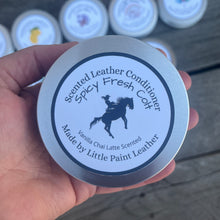 Scented Leather Conditioner
Spicy Fresh Colt
Vanilla Chai Latte Scented
Made by Little Paint Leather